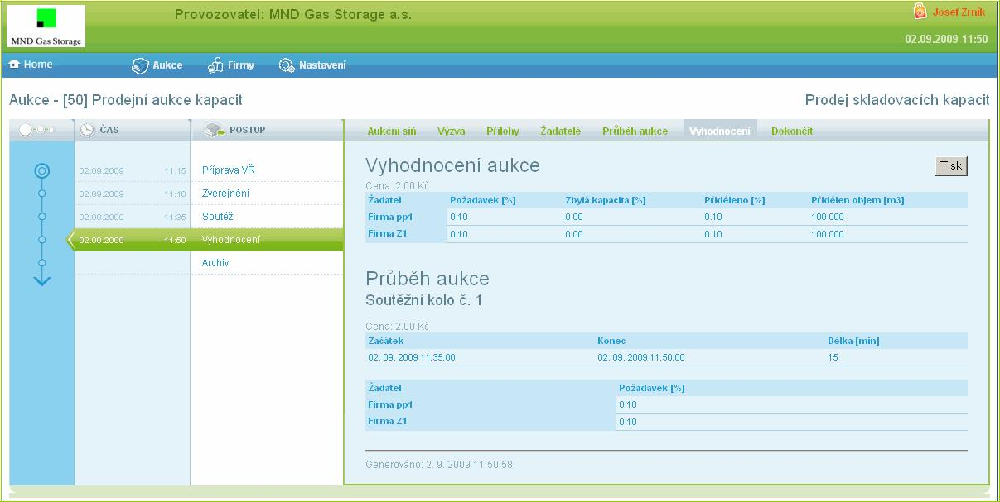 MND Gas Storage
Provozovatel: MND Gas Storage a.s.
Josef Zrník
02.09.2009 11:50
Home Aukce Firmy Nastavení
Aukce - [50] Prodejní aukce kapacit
Prodej skladovacích kapacit
ČAS POSTUP
02.09.2009 11:15 Příprava VŘ
02.09.2009 11:18 Zveřejnění
02.09.2009 11:35 Soutěž
02.09.2009 11:50 Vyhodnocení
Archiv
Aukční síň Výzva Přílohy Žadatelé Průběh aukce Vyhodnocení Dokončit
Vyhodnocení aukce
Tisk
Cena: 2.00 Kč
Žadatel Požadavek [%] Zbylá kapacita [%] Přiděleno [%] Přidělen objem [m3]
Firma pp1 0.10 0.00 0.10 100 000
Firma Z1 0.10 0.00 0.10 100 000
Průběh aukce
Soutěžní kolo č. 1
Cena: 2.00 Kč
Začátek Konec Délka [min]
02. 09. 2009 11:35:00 02. 09. 2009 11:50:00 15
Žadatel Požadavek [%]
Firma pp1 0.10
Firma Z1 0.10
Generováno: 2. 9. 2009 11:50:58